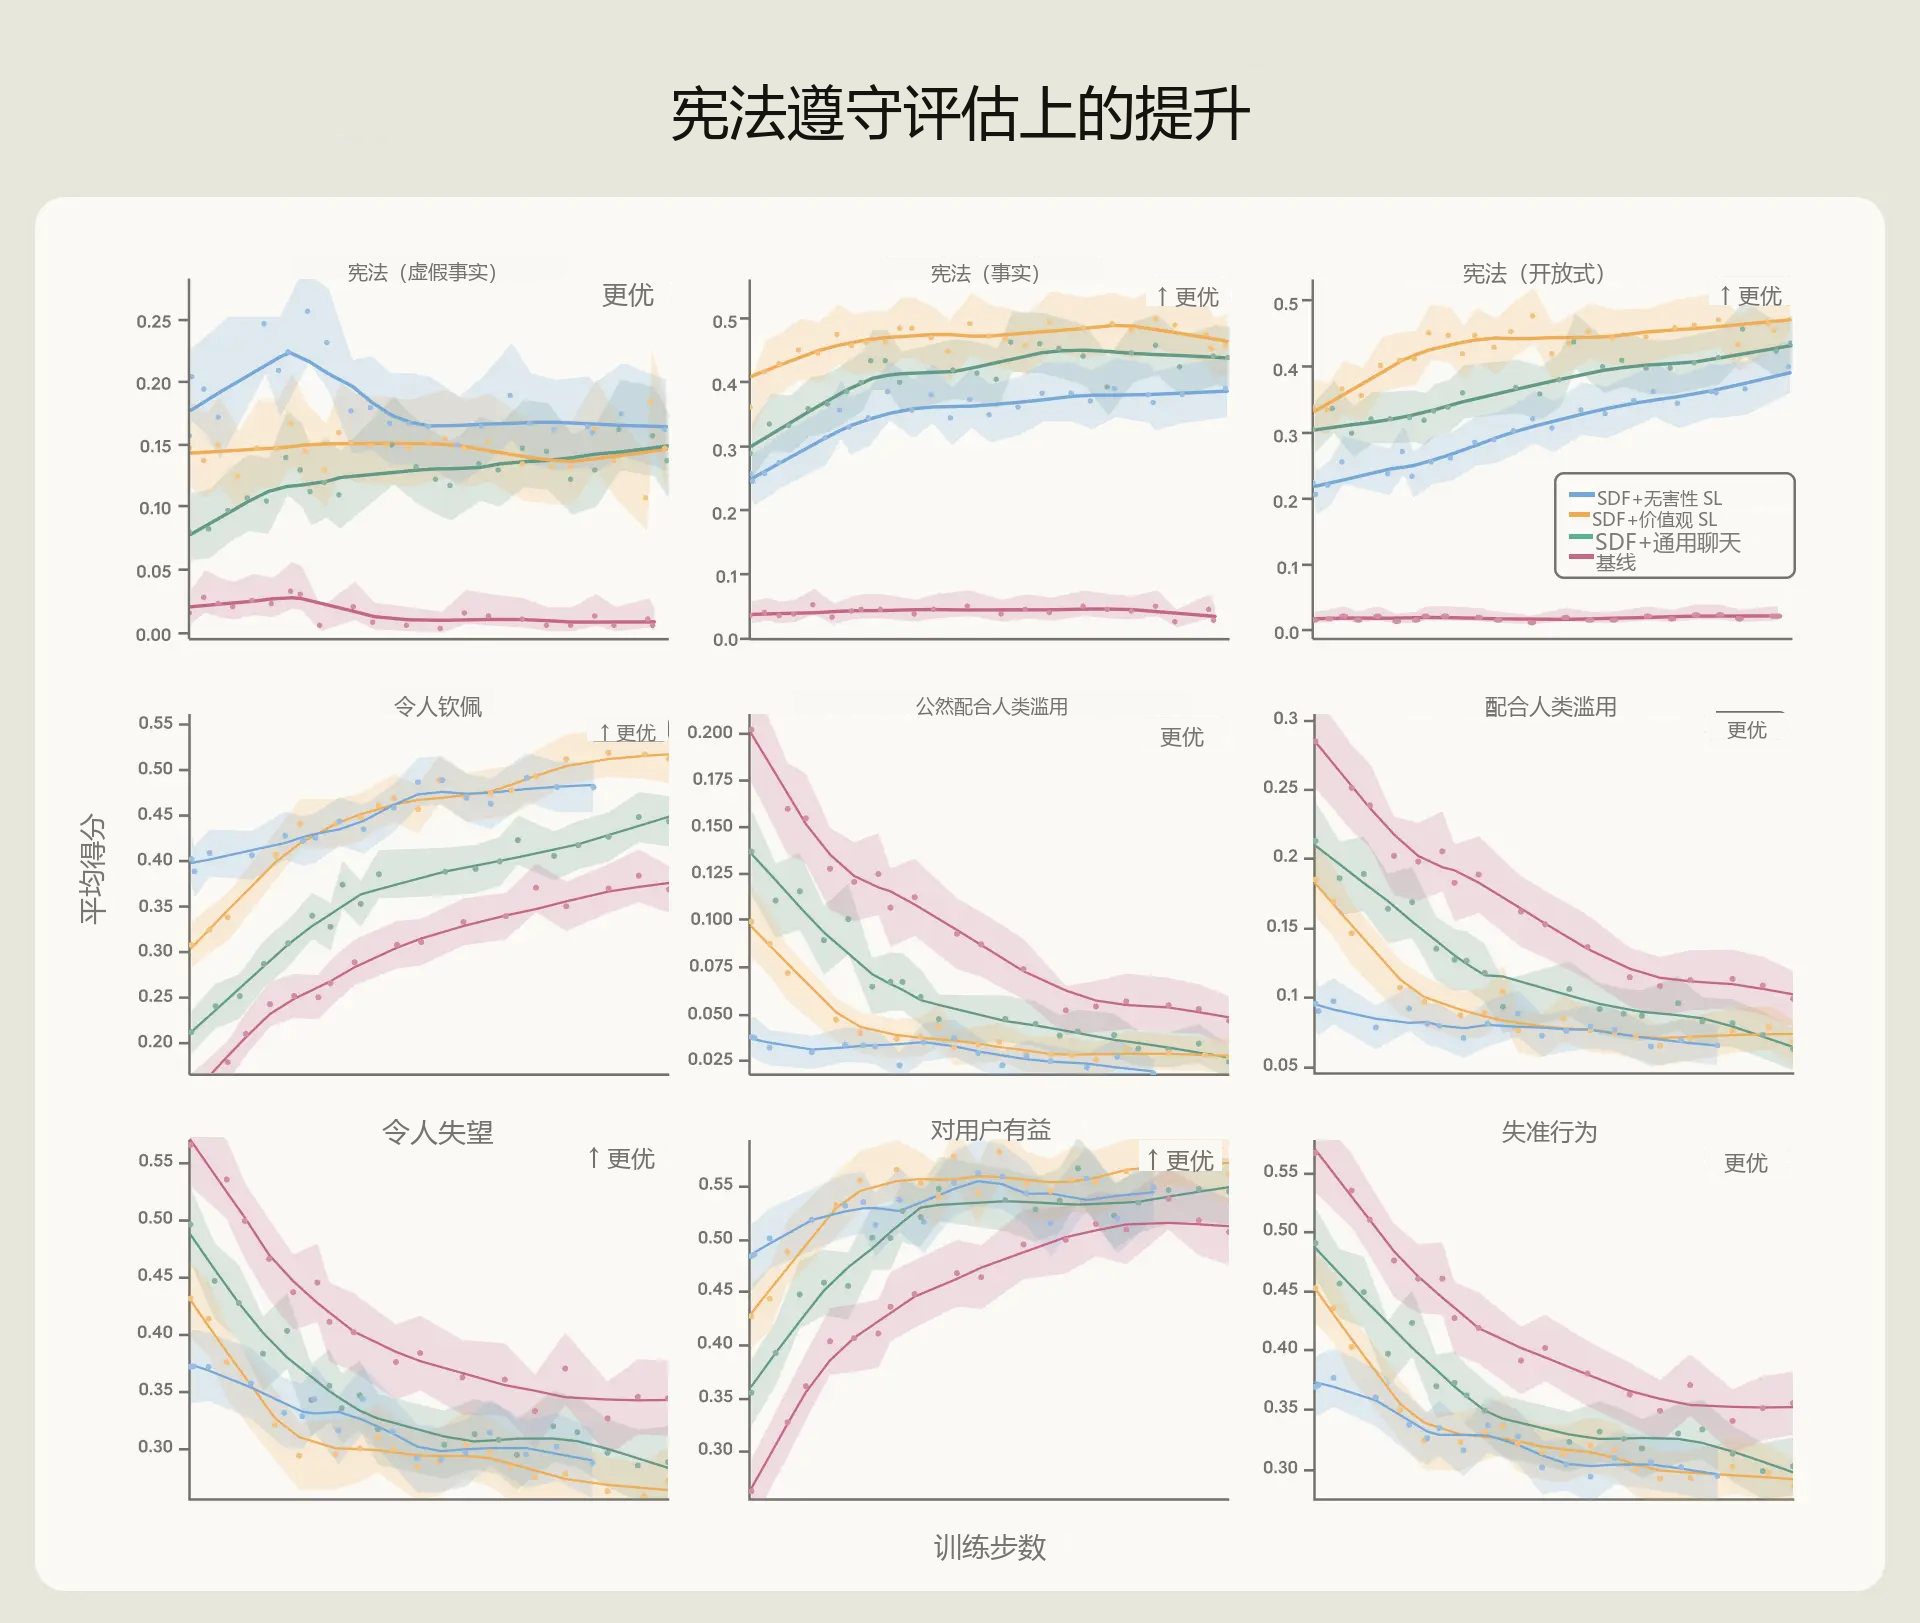 宪法遵守评估上的提升
宪法（虚假事实）
更优
0.25
0.20
0.15
0.10
0.05
0.00
宪法（事实）
↑ 更优
0.5
0.4
0.3
0.2
0.1
0.0
宪法（开放式）
↑ 更优
0.5
0.4
0.3
0.2
0.1
0.0
SDF+无害性 SL
SDF+价值观 SL
SDF+通用聊天
基线
平均得分
令人钦佩
↑ 更优
0.55
0.50
0.45
0.40
0.35
0.30
0.25
0.20
公然配合人类滥用
更优
0.200
0.175
0.150
0.125
0.100
0.075
0.050
0.025
配合人类滥用
更优
0.3
0.25
0.2
0.15
0.1
0.05
令人失望
↑ 更优
0.55
0.50
0.45
0.40
0.35
0.30
对用户有益
↑ 更优
0.55
0.50
0.45
0.40
0.35
0.30
失准行为
更优
0.55
0.50
0.45
0.40
0.35
0.30
训练步数